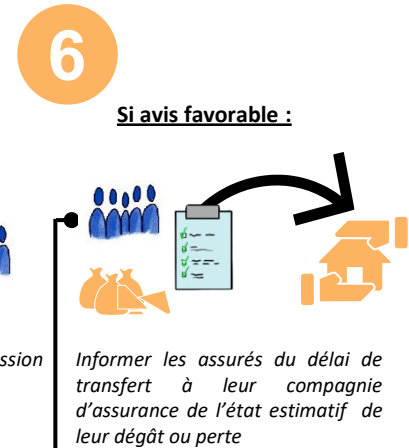 6
Si avis favorable :
ssion
Informer les assurés du délai de
transfert à leur compagnie
d’assurance de l’état estimatif de
leur dégât ou perte